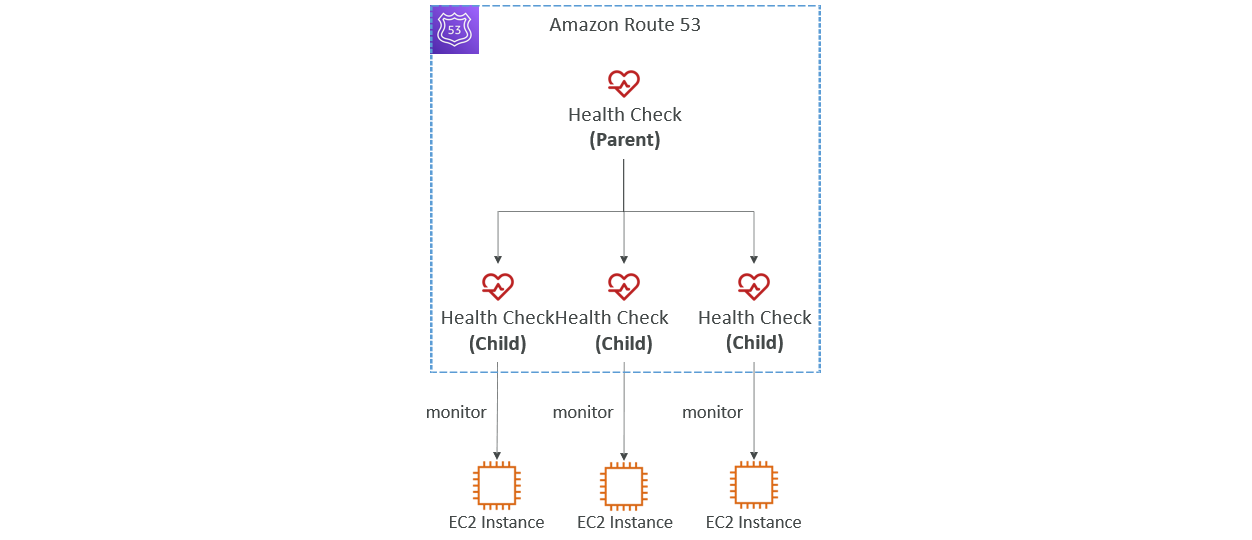 53
Amazon Route 53
Health Check
(Parent)
Health Check
(Child)
Health Check
(Child)
Health Check
(Child)
monitor
monitor
monitor
EC2 Instance
EC2 Instance
EC2 Instance